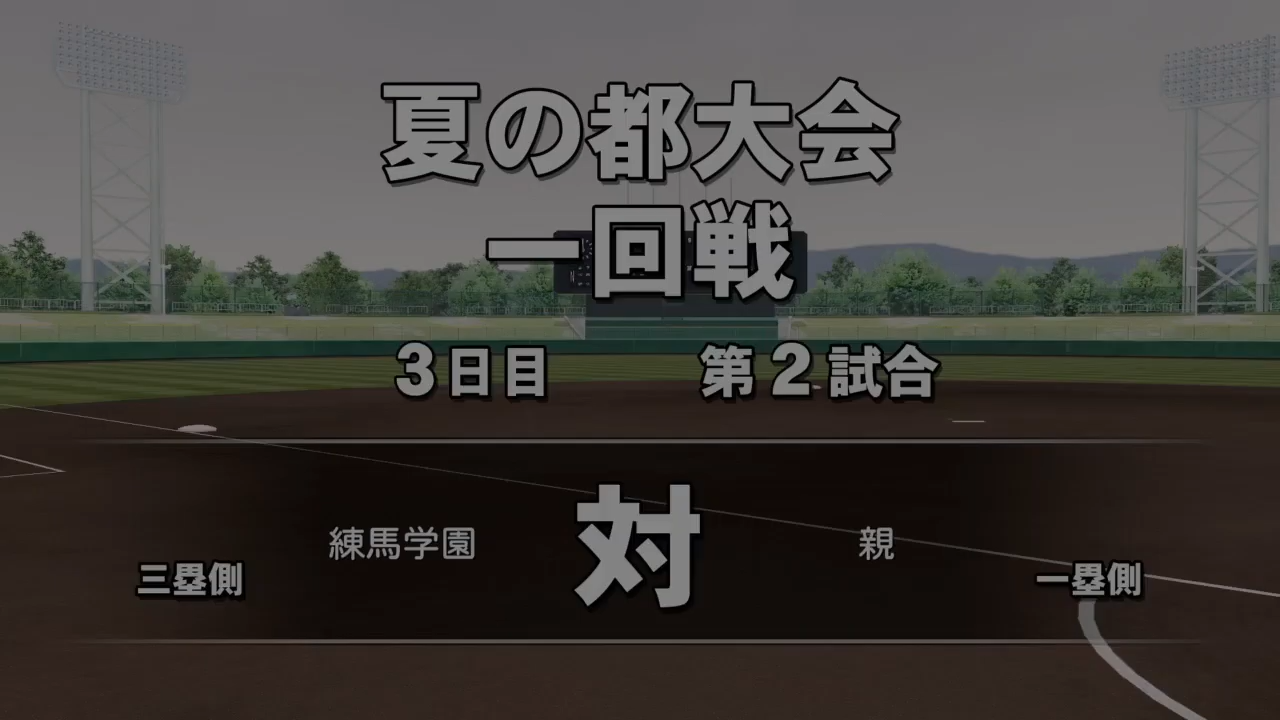 夏の都大会
一回戦
3日目 第2試合
練馬学園 対 親
三塁側 一塁側